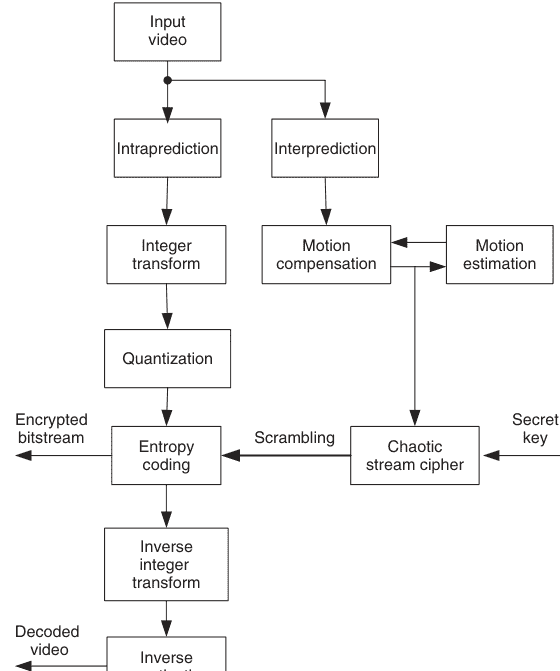 Input
video
Intraprediction
Interprediction
Integer
transform
Motion
compensation
Motion
estimation
Quantization
Encrypted
bitstream
Entropy
coding
Scrambling
Chaotic
stream cipher
Secret
key
Inverse
integer
transform
Decoded
video
Inverse